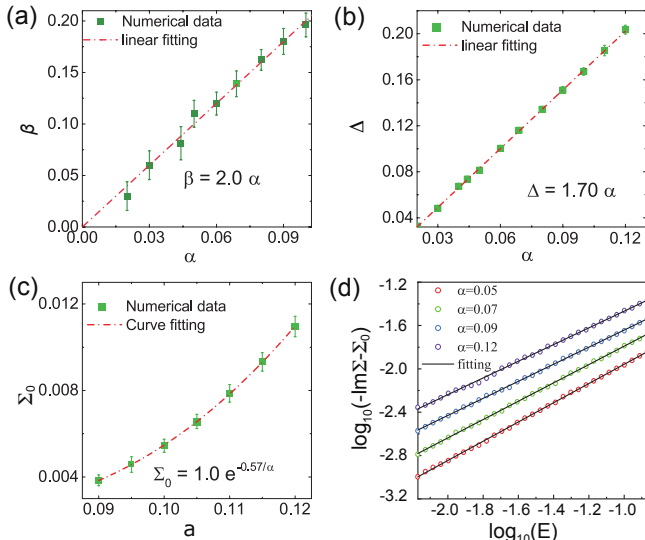 (a)
Numerical data
linear fitting
β = 2.0 α
β
0.20
0.15
0.10
0.05
0.00
0.00
0.03
0.06
0.09
α
(b)
Numerical data
linear fitting
Δ = 1.70 α
Δ
0.20
0.16
0.12
0.08
0.04
0.03
0.06
0.09
0.12
α
(c)
Numerical data
Curve fitting
Σ₀ = 1.0 e^-0.57/α
Σ₀
0.012
0.008
0.004
0.09
0.10
0.11
0.12
a
(d)
α=0.05
α=0.07
α=0.09
α=0.12
fitting
log₁₀(-ImΣ-Σ₀)
-1.2
-1.6
-2.0
-2.4
-2.8
-3.2
-2.0
-1.8
-1.6
-1.4
-1.2
-1.0
log₁₀(E)